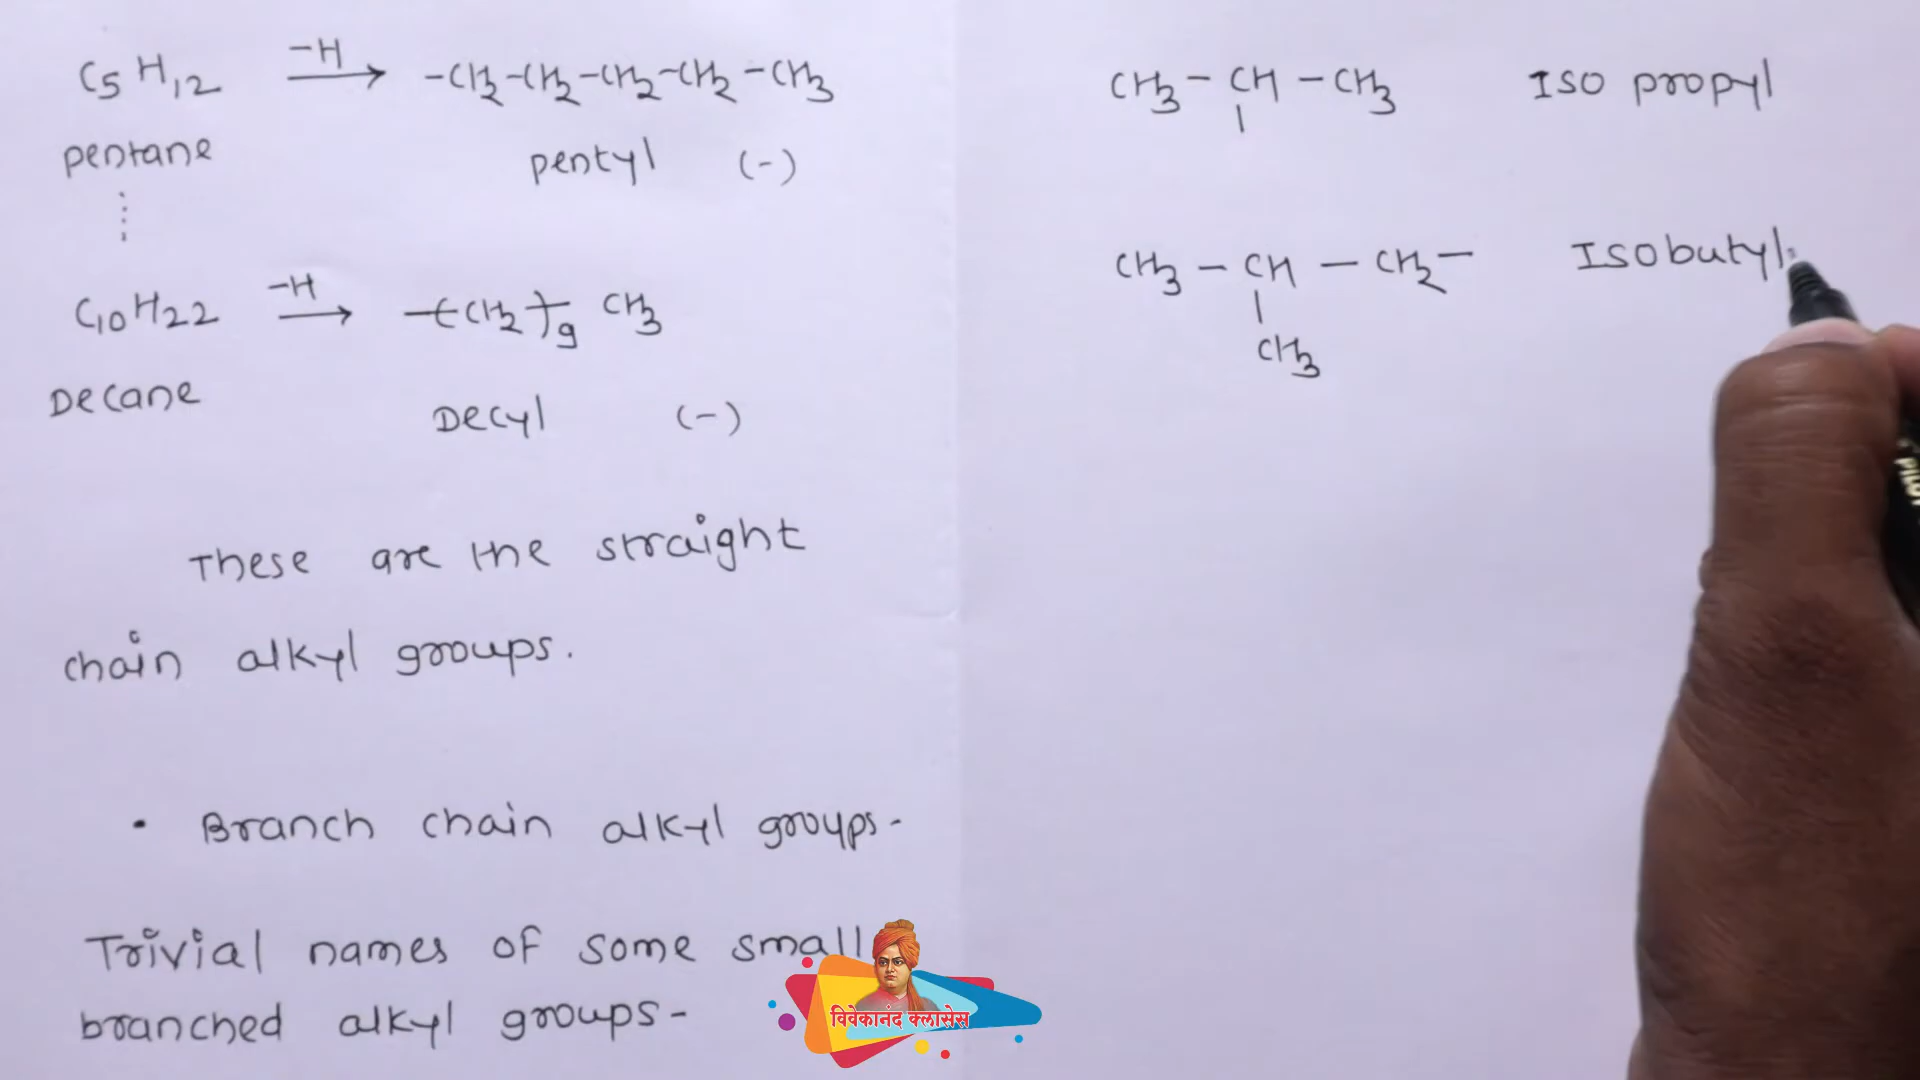 C5H12 -H → -CH2-CH2-CH2-CH2-CH3
pentane pentyl (-)
C10H22 -H → -(CH2)9 CH3
Decane Decyl (-)
These are the straight
chain alkyl groups.
• Branch chain alkyl groups-
Trivial names of some small
branched alkyl groups-
CH3 - CH - CH3 Iso propyl
CH3 - CH - CH2 - Isobutyl
CH3
विवेकानंद क्लासेस